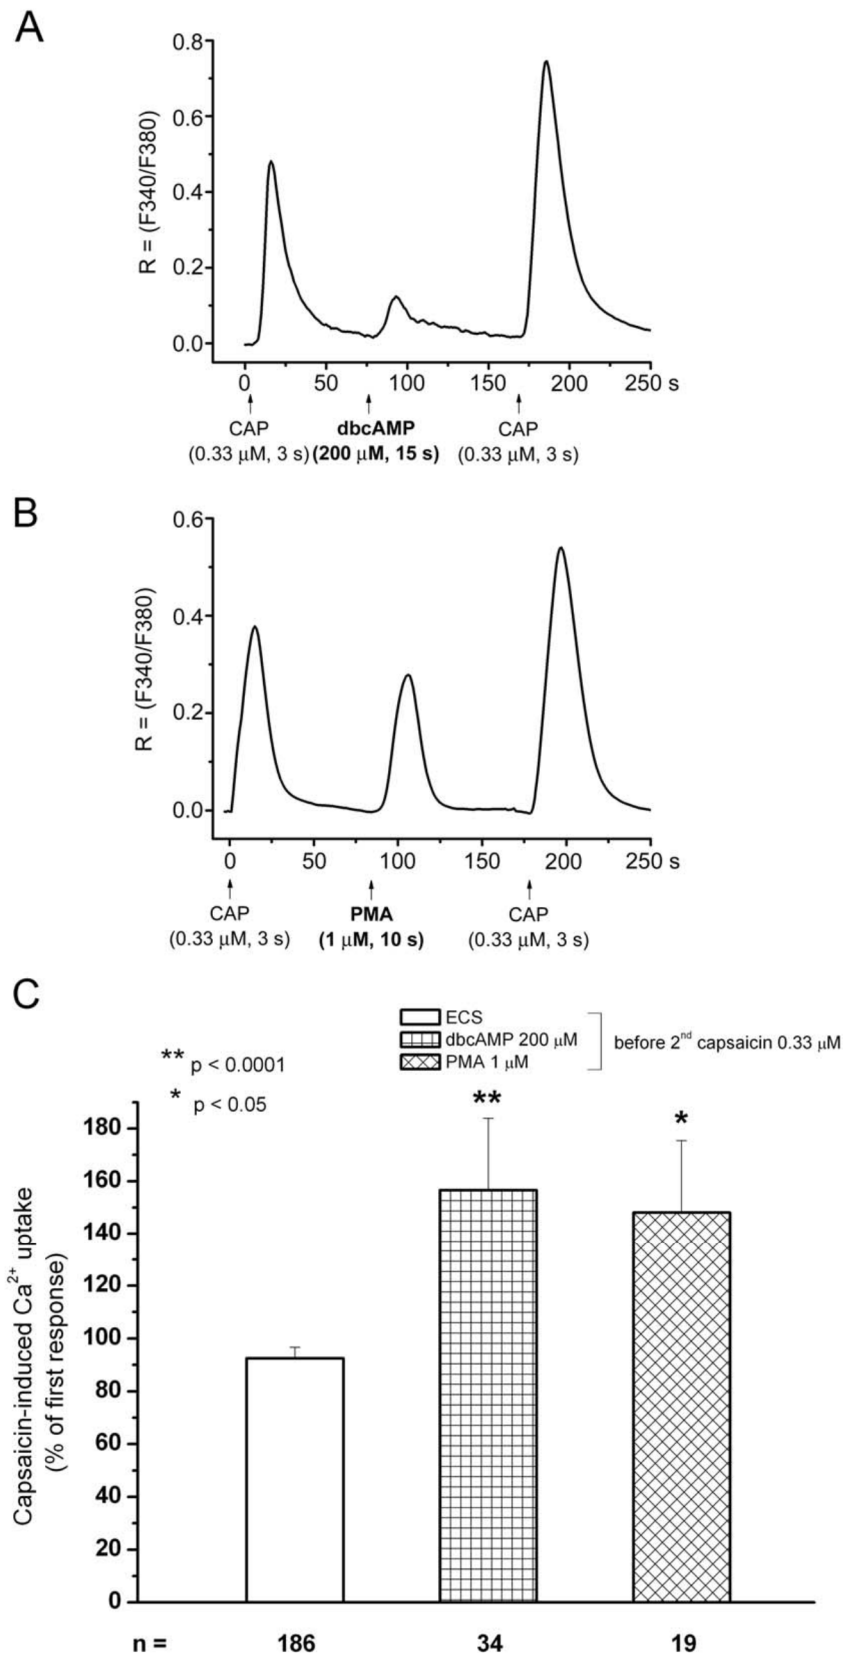 A
0.8
0.6
0.4
0.2
0.0
R = (F340/F380)
0 50 100 150 200 250 s
CAP dbcAMP CAP
(0.33 μM, 3 s) (200 μM, 15 s) (0.33 μM, 3 s)
B
0.6
0.4
0.2
0.0
R = (F340/F380)
0 50 100 150 200 250 s
CAP PMA CAP
(0.33 μM, 3 s) (1 μM, 10 s) (0.33 μM, 3 s)
C
ECS
dbcAMP 200 μM
PMA 1 μM
before 2nd capsaicin 0.33 μM
** p < 0.0001
* p < 0.05
**
*
180
160
140
120
100
80
60
40
20
0
Capsaicin-induced Ca2+ uptake
(% of first response)
n = 186 34 19